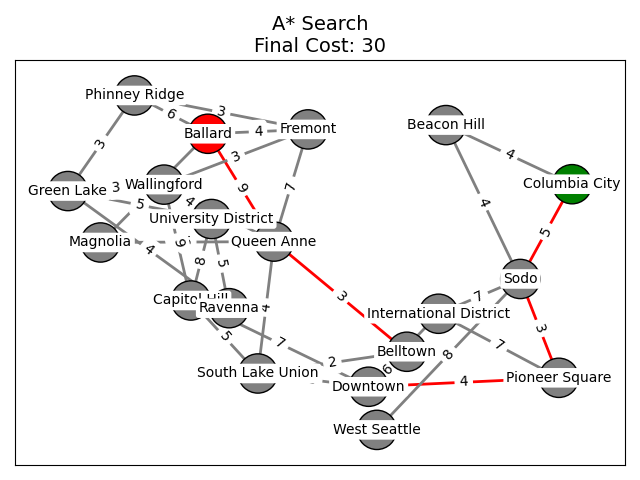 A* Search
Final Cost: 30
Phinney Ridge
3
6
Beacon Hill
Fremont
4
Ballard
3
3
4
Columbia City
Wallingford
3
Green Lake
9
7
5
4
4
University District
5
Magnolia
9
Queen Anne
4
8
5
Sodo
3
7
Capitol Hill
Ravenna
4
International District
3
5
7
7
Belltown
8
2
6
South Lake Union
4
Pioneer Square
Downtown
West Seattle